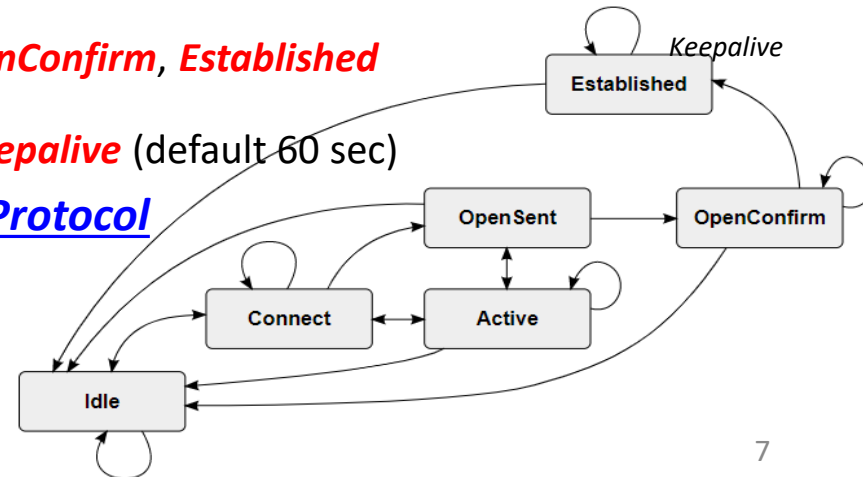 nConfirm, Established
Keepalive
Established
epalive (default 60 sec)
Protocol
OpenSent
OpenConfirm
Connect
Active
Idle
7